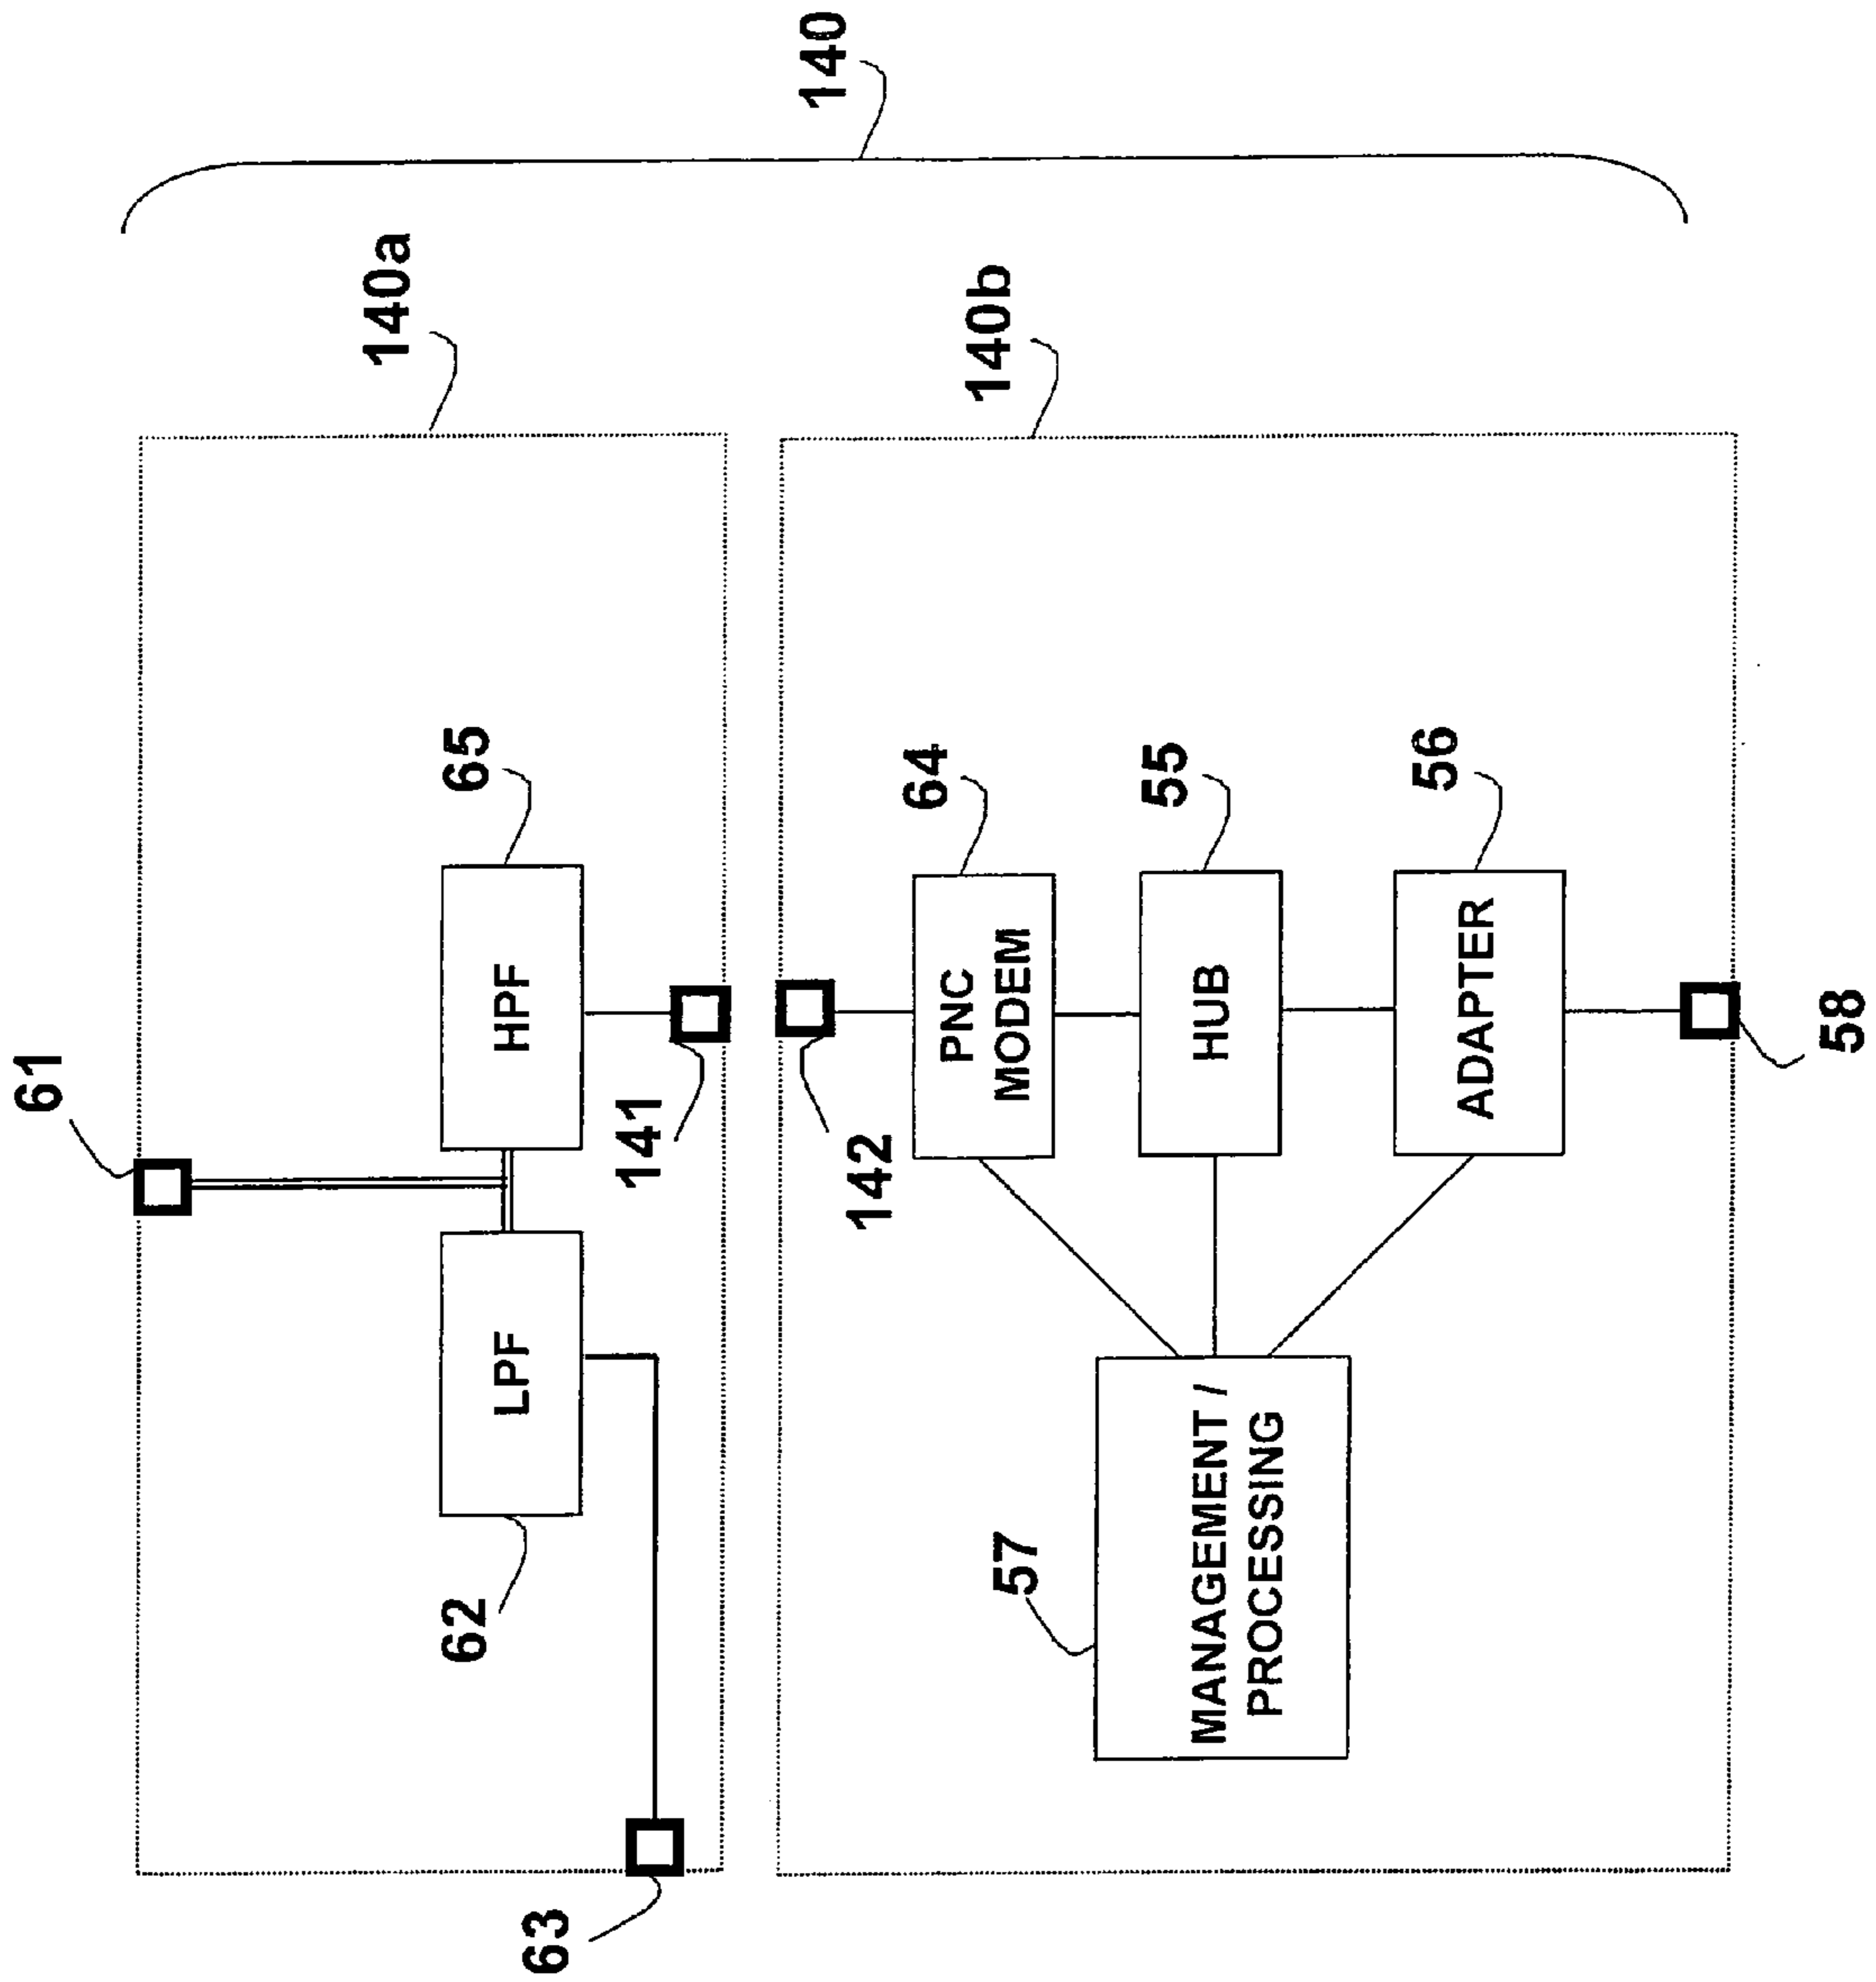 140
140a
140b
61
65
HPF
141
LPF
62
63
142
64
PNC
MODEM
55
HUB
56
ADAPTER
58
57
MANAGEMENT /
PROCESSING